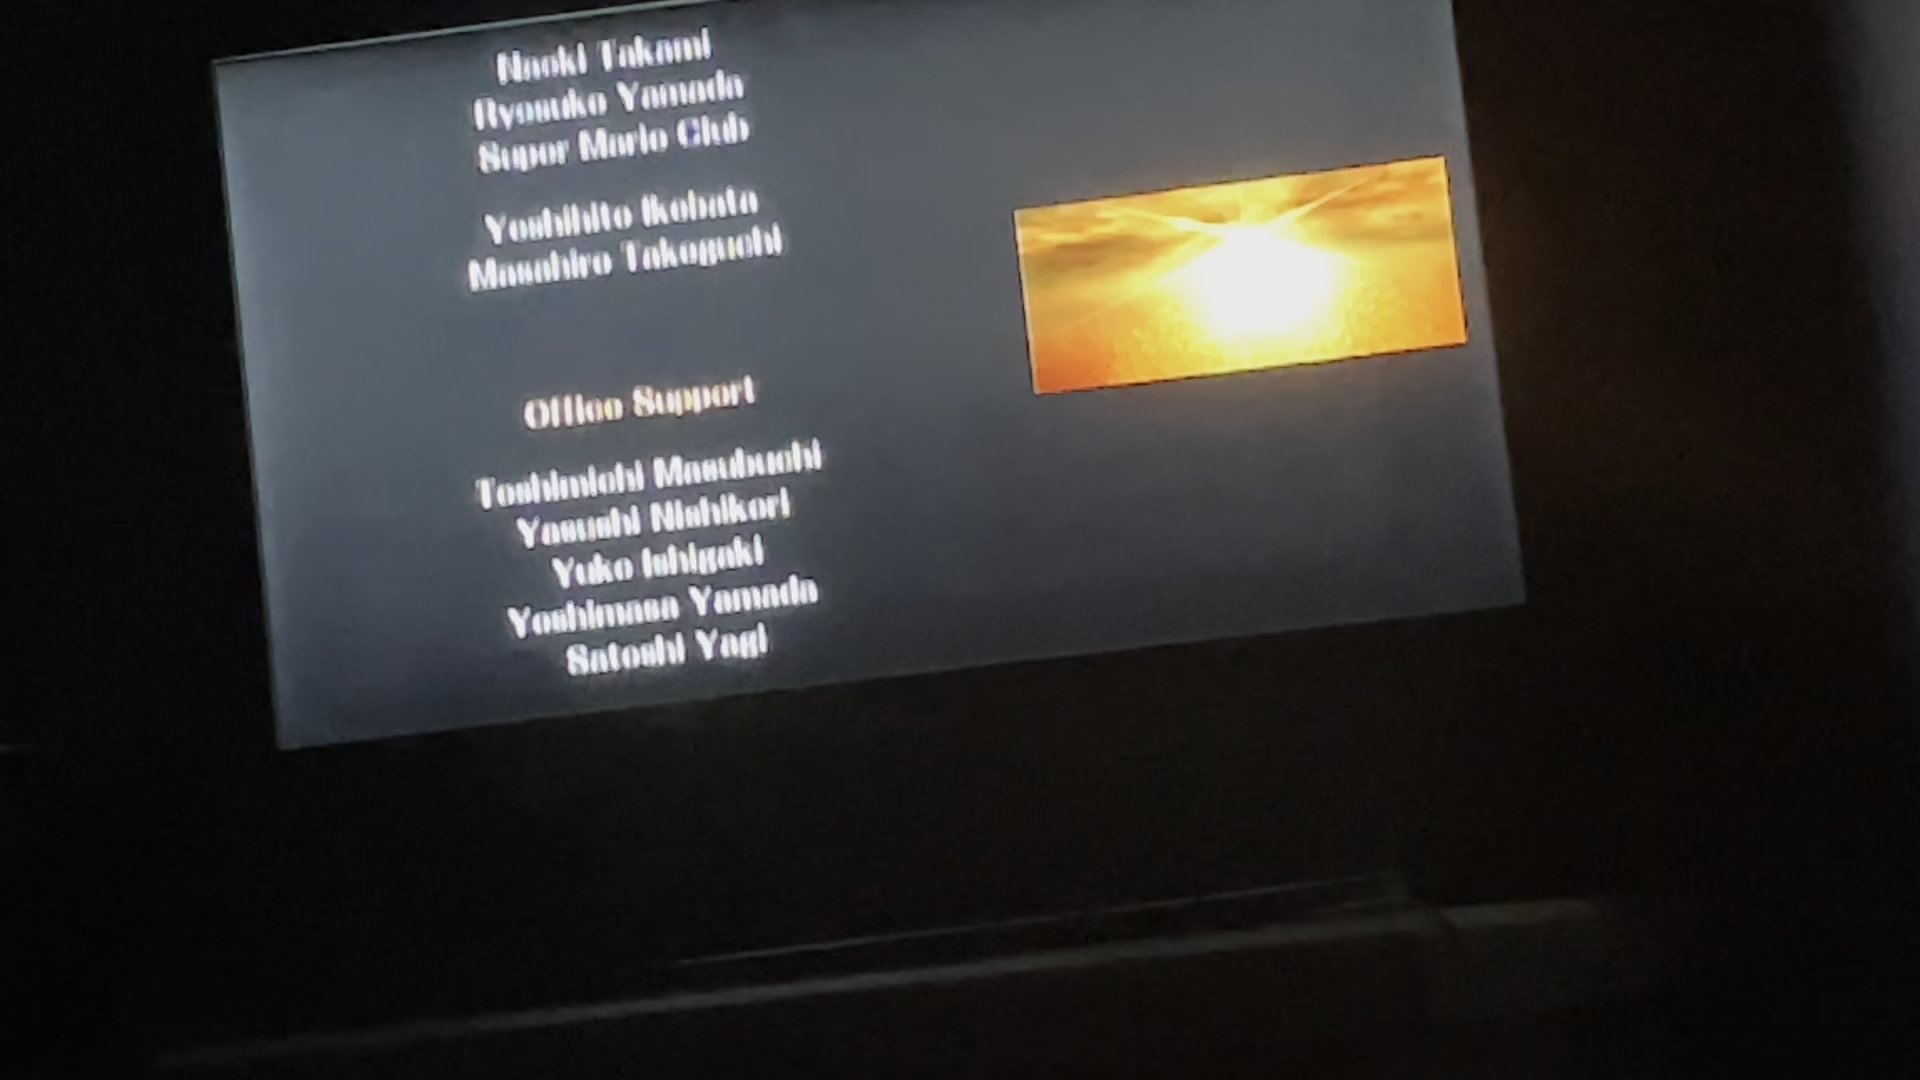 Naoki Takami
Ryosuke Yamada
Super Mario Club
Yoshihito Ikebata
Masahiro Takeguchi
Office Support
Toshimichi Masubuchi
Yasushi Nishikori
Yuko Ishigaki
Yoshimasa Yamada
Satoshi Yagi